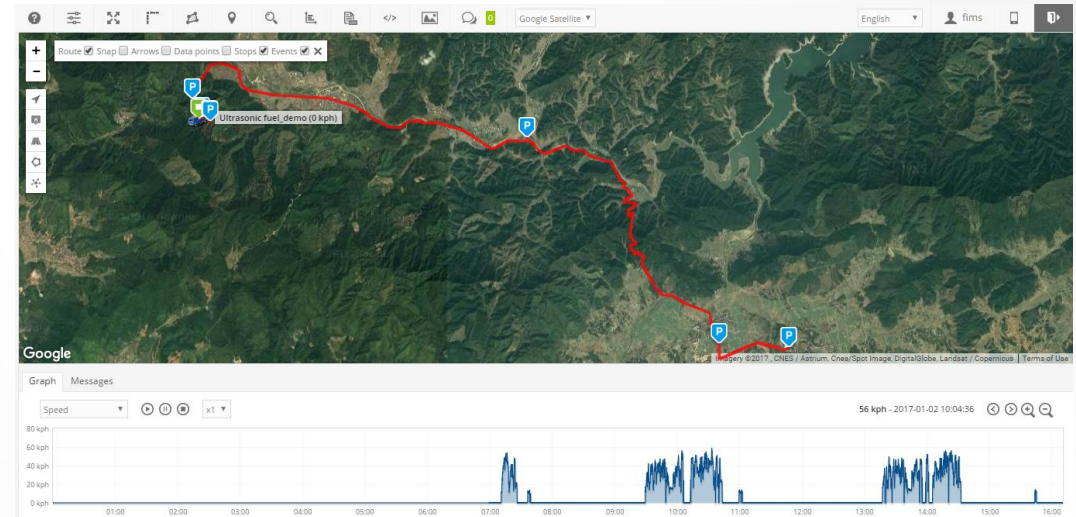 </> 0 Google Satellite English fims
+ Route Snap Arrows Data points Stops Events
-
P
P Ultrasonic fuel_demo (0 kph)
P
P P
Google Imagery ©2017 , CNES / Astrium, Cnes/Spot Image, DigitalGlobe, Landsat / Copernicus Terms of Use
Graph Messages
Speed x1 56 kph - 2017-01-02 10:04:36
80 kph
60 kph
40 kph
20 kph
0 kph
01:00 02:00 03:00 04:00 05:00 06:00 07:00 08:00 09:00 10:00 11:00 12:00 13:00 14:00 15:00 16:00